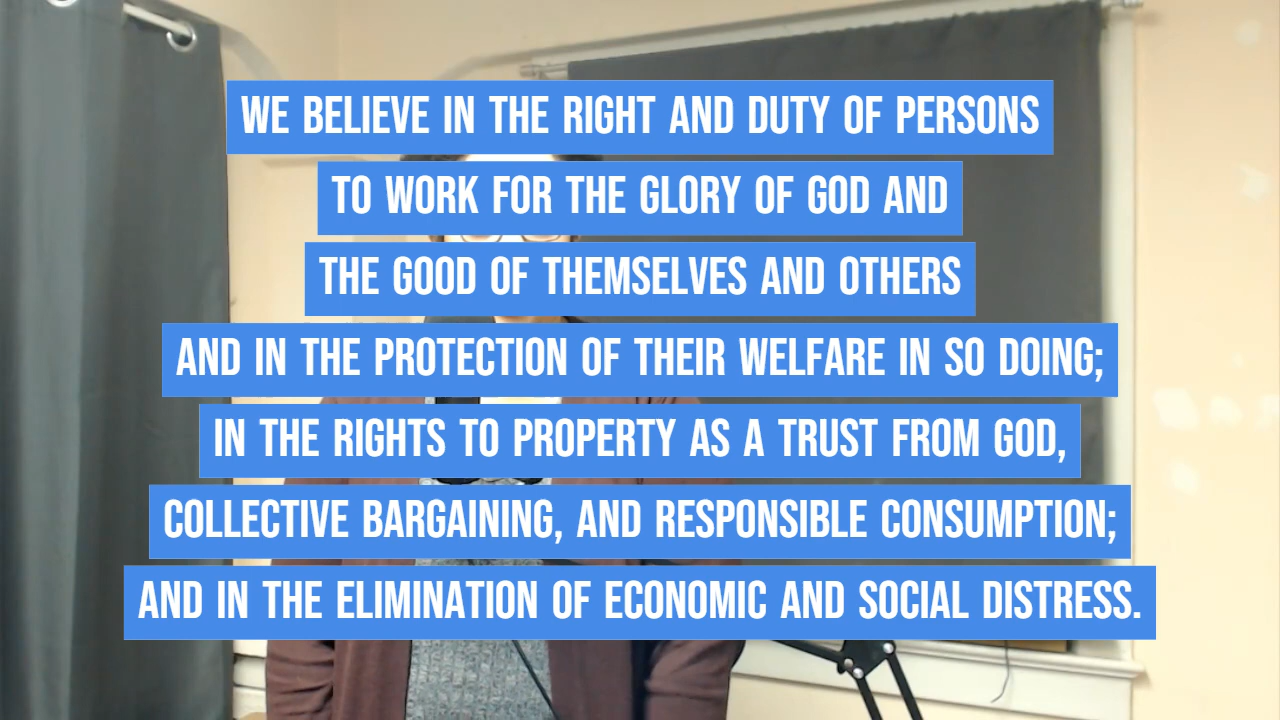 WE BELIEVE IN THE RIGHT AND DUTY OF PERSONS
TO WORK FOR THE GLORY OF GOD AND
THE GOOD OF THEMSELVES AND OTHERS
AND IN THE PROTECTION OF THEIR WELFARE IN SO DOING;
IN THE RIGHTS TO PROPERTY AS A TRUST FROM GOD,
COLLECTIVE BARGAINING, AND RESPONSIBLE CONSUMPTION;
AND IN THE ELIMINATION OF ECONOMIC AND SOCIAL DISTRESS.